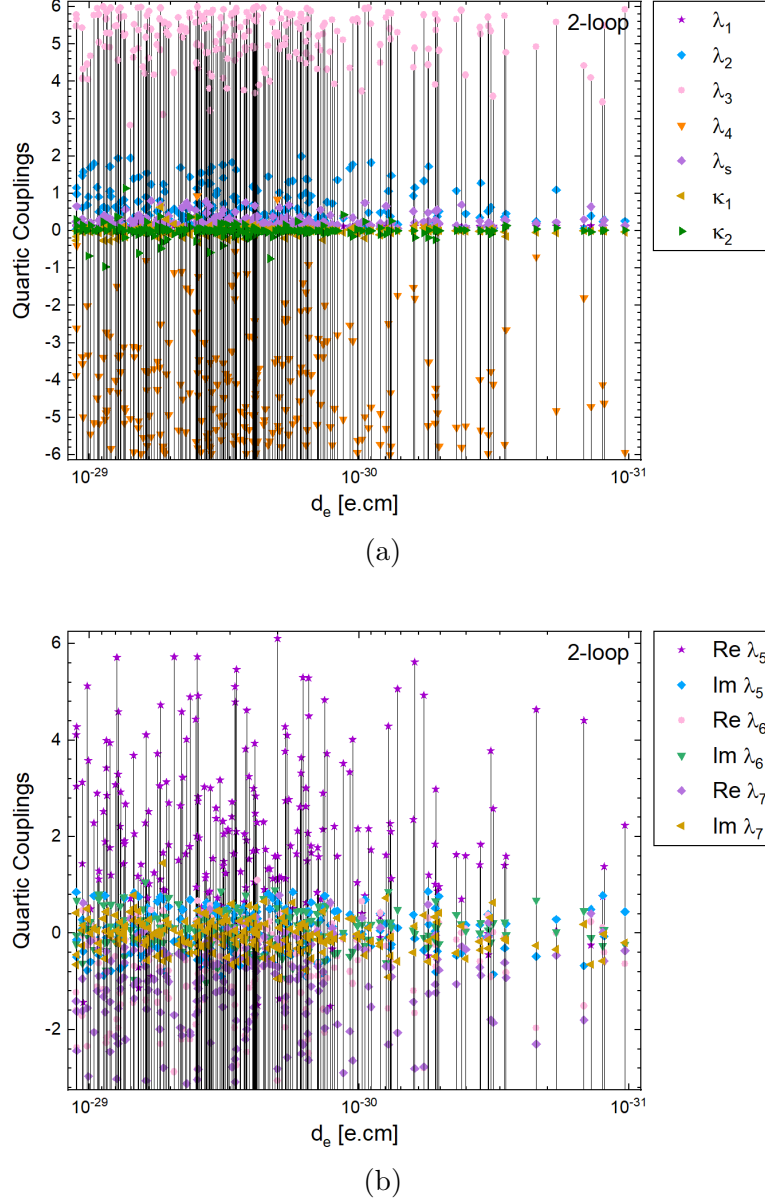 2-loop
6
5
4
3
2
1
0
-1
-2
-3
-4
-5
-6
Quartic Couplings
10⁻²⁹
10⁻³⁰
10⁻³¹
dₑ [e.cm]
λ₁
λ₂
λ₃
λ₄
λₛ
κ₁
κ₂
(a)
2-loop
6
4
2
0
-2
Quartic Couplings
10⁻²⁹
10⁻³⁰
10⁻³¹
dₑ [e.cm]
Re λ₅
Im λ₅
Re λ₆
Im λ₆
Re λ₇
Im λ₇
(b)